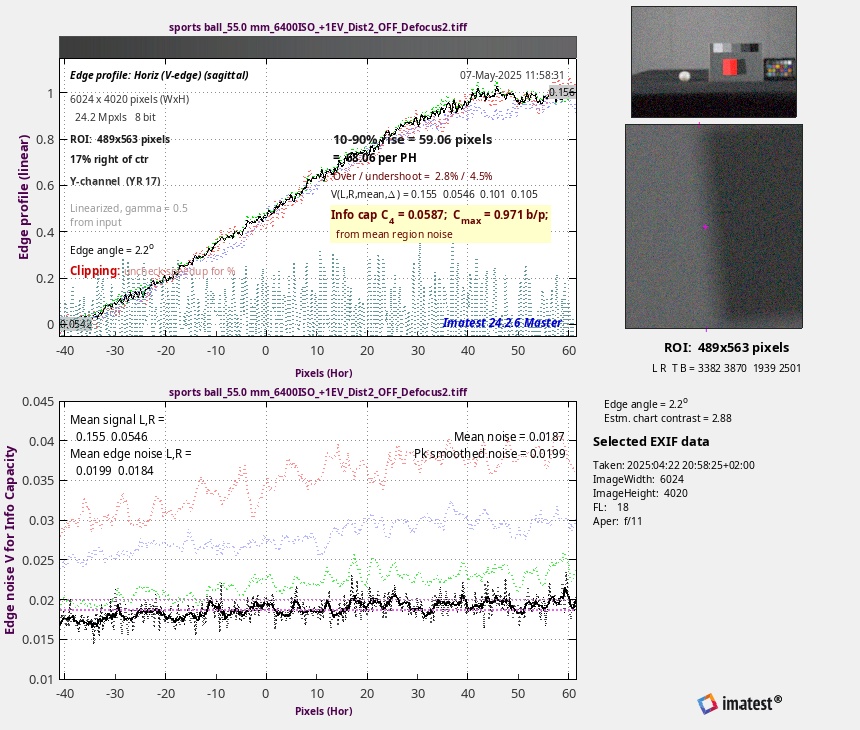 sports ball_55.0 mm_6400ISO_+1EV_Dist2_OFF_Defocus2.tiff
Edge profile: Horiz (V-edge) (sagittal)
07-May-2025 11:58:31
6024 x 4020 pixels (WxH)
24.2 Mpxls 8 bit
ROI: 489x563 pixels
17% right of ctr
Y-channel (YR 17)
Linearized, gamma = 0.5
from input
Edge angle = 2.2o
Clipping: uncheck speedup for %
10-90% rise = 59.06 pixels
= 68.06 per PH
Over / undershoot = 2.8% / 4.5%
V(L,R,mean,Δ) = 0.155 0.0546 0.101 0.105
Info cap C4 = 0.0587; Cmax = 0.971 b/p;
from mean region noise
Imatest 24.2.6 Master
0.156
0.0542
Edge profile (linear)
1
0.8
0.6
0.4
0.2
0
-40 -30 -20 -10 0 10 20 30 40 50 60
Pixels (Hor)
sports ball_55.0 mm_6400ISO_+1EV_Dist2_OFF_Defocus2.tiff
Mean signal L,R =
0.155 0.0546
Mean edge noise L,R =
0.0199 0.0184
Mean noise = 0.0187
Pk smoothed noise = 0.0199
Edge noise V for Info Capacity
0.045
0.04
0.035
0.03
0.025
0.02
0.015
0.01
-40 -30 -20 -10 0 10 20 30 40 50 60
Pixels (Hor)
ROI: 489x563 pixels
L R T B = 3382 3870 1939 2501
Edge angle = 2.2o
Estm. chart contrast = 2.88
Selected EXIF data
Taken: 2025:04:22 20:58:25+02:00
ImageWidth: 6024
ImageHeight: 4020
FL: 18
Aper: f/11
imatest®